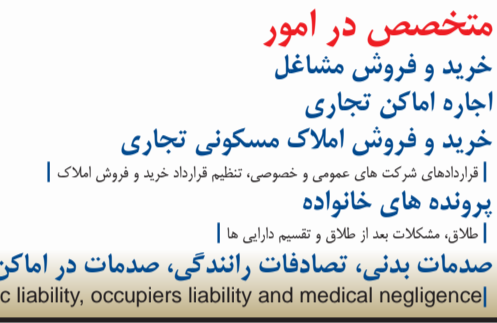 متخصص در امور
خرید و فروش مشاغل
اجاره اماکن تجاری
خرید و فروش املاک مسکونی تجاری
| قراردادهای شرکت های عمومی و خصوصی، تنظیم قرارداد خرید و فروش املاک |
پرونده های خانواده
| طلاق، مشکلات بعد از طلاق و تقسیم دارایی ها |
صدمات بدنی، تصادفات رانندگی، صدمات در اماکن
c liability, occupiers liability and medical negligence|